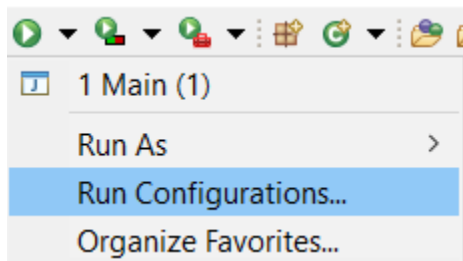 1 Main (1)
Run As
Run Configurations...
Organize Favorites...